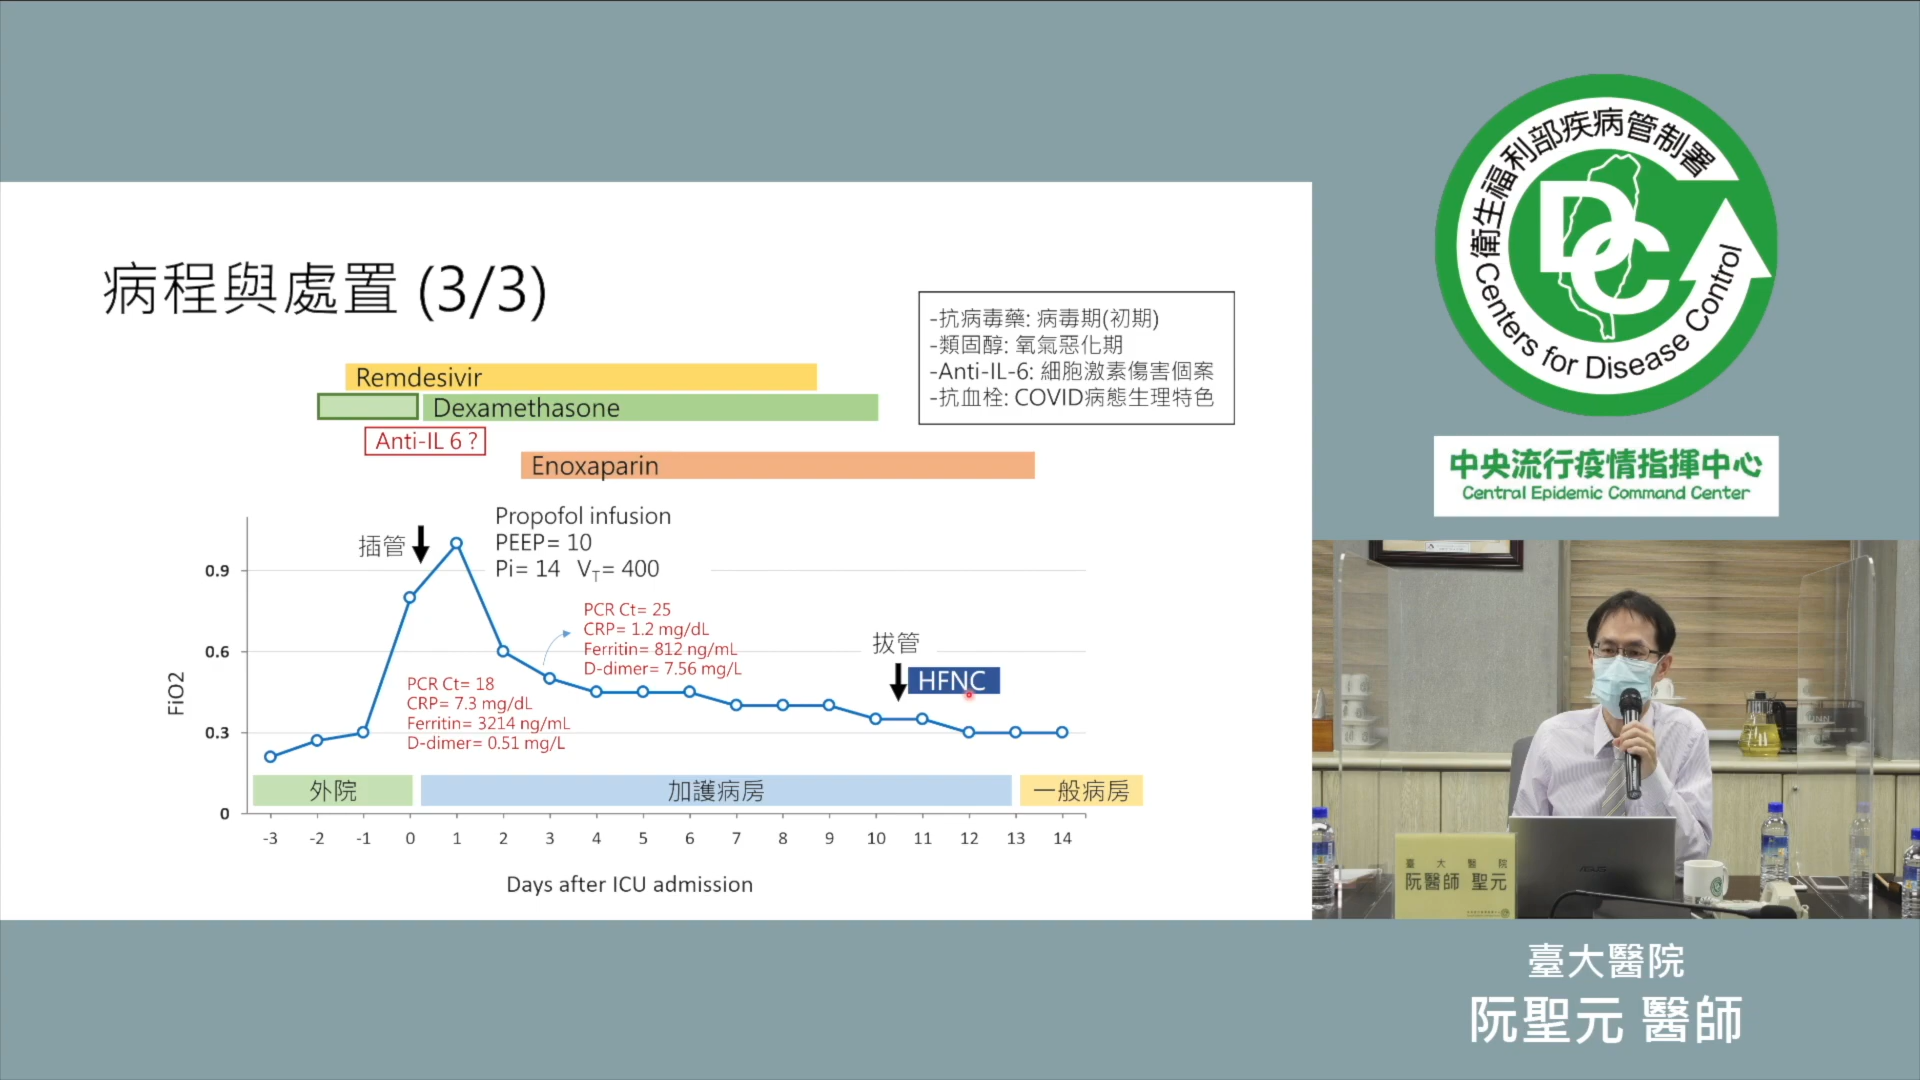 病程與處置 (3/3)
-抗病毒藥: 病毒期(初期)
-類固醇: 氧氣惡化期
-Anti-IL-6: 細胞激素傷害個案
-抗血栓: COVID病態生理特色
Remdesivir
Dexamethasone
Anti-IL 6 ?
Enoxaparin
Propofol infusion
PEEP= 10
Pi= 14 VT= 400
插管
PCR Ct= 25
CRP= 1.2 mg/dL
Ferritin= 812 ng/mL
D-dimer= 7.56 mg/L
拔管
HFNC
PCR Ct= 18
CRP= 7.3 mg/dL
Ferritin= 3214 ng/mL
D-dimer= 0.51 mg/L
FiO2
0.9
0.6
0.3
0
外院
加護病房
一般病房
-3 -2 -1 0 1 2 3 4 5 6 7 8 9 10 11 12 13 14
Days after ICU admission
衛生福利部疾病管制署
DC
Centers for Disease Control
中央流行疫情指揮中心
Central Epidemic Command Center
臺大醫院
阮醫師 聖元
ASUS
臺大醫院
阮聖元 醫師